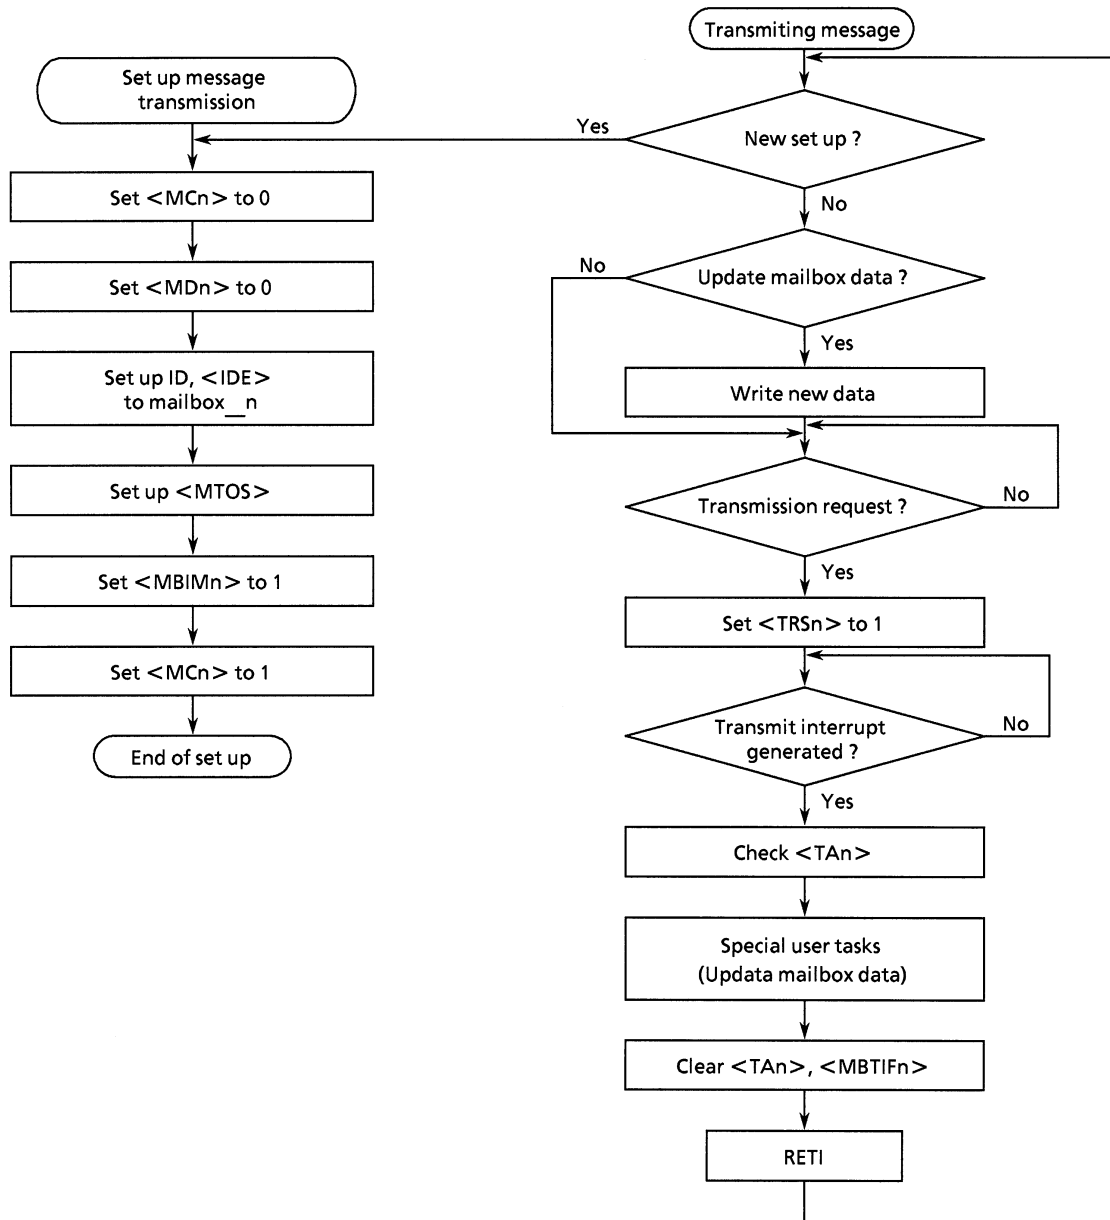 Transmiting message
Set up message
transmission
Yes
New set up ?
Set <MCn> to 0
No
No
Update mailbox data ?
Set <MDn> to 0
Yes
Set up ID, <IDE>
to mailbox__n
Write new data
Set up <MTOS>
Transmission request ?
No
Yes
Set <MBIMn> to 1
Set <TRSn> to 1
Set <MCn> to 1
Transmit interrupt
generated ?
No
End of set up
Yes
Check <TAn>
Special user tasks
(Updata mailbox data)
Clear <TAn>, <MBTIFn>
RETI